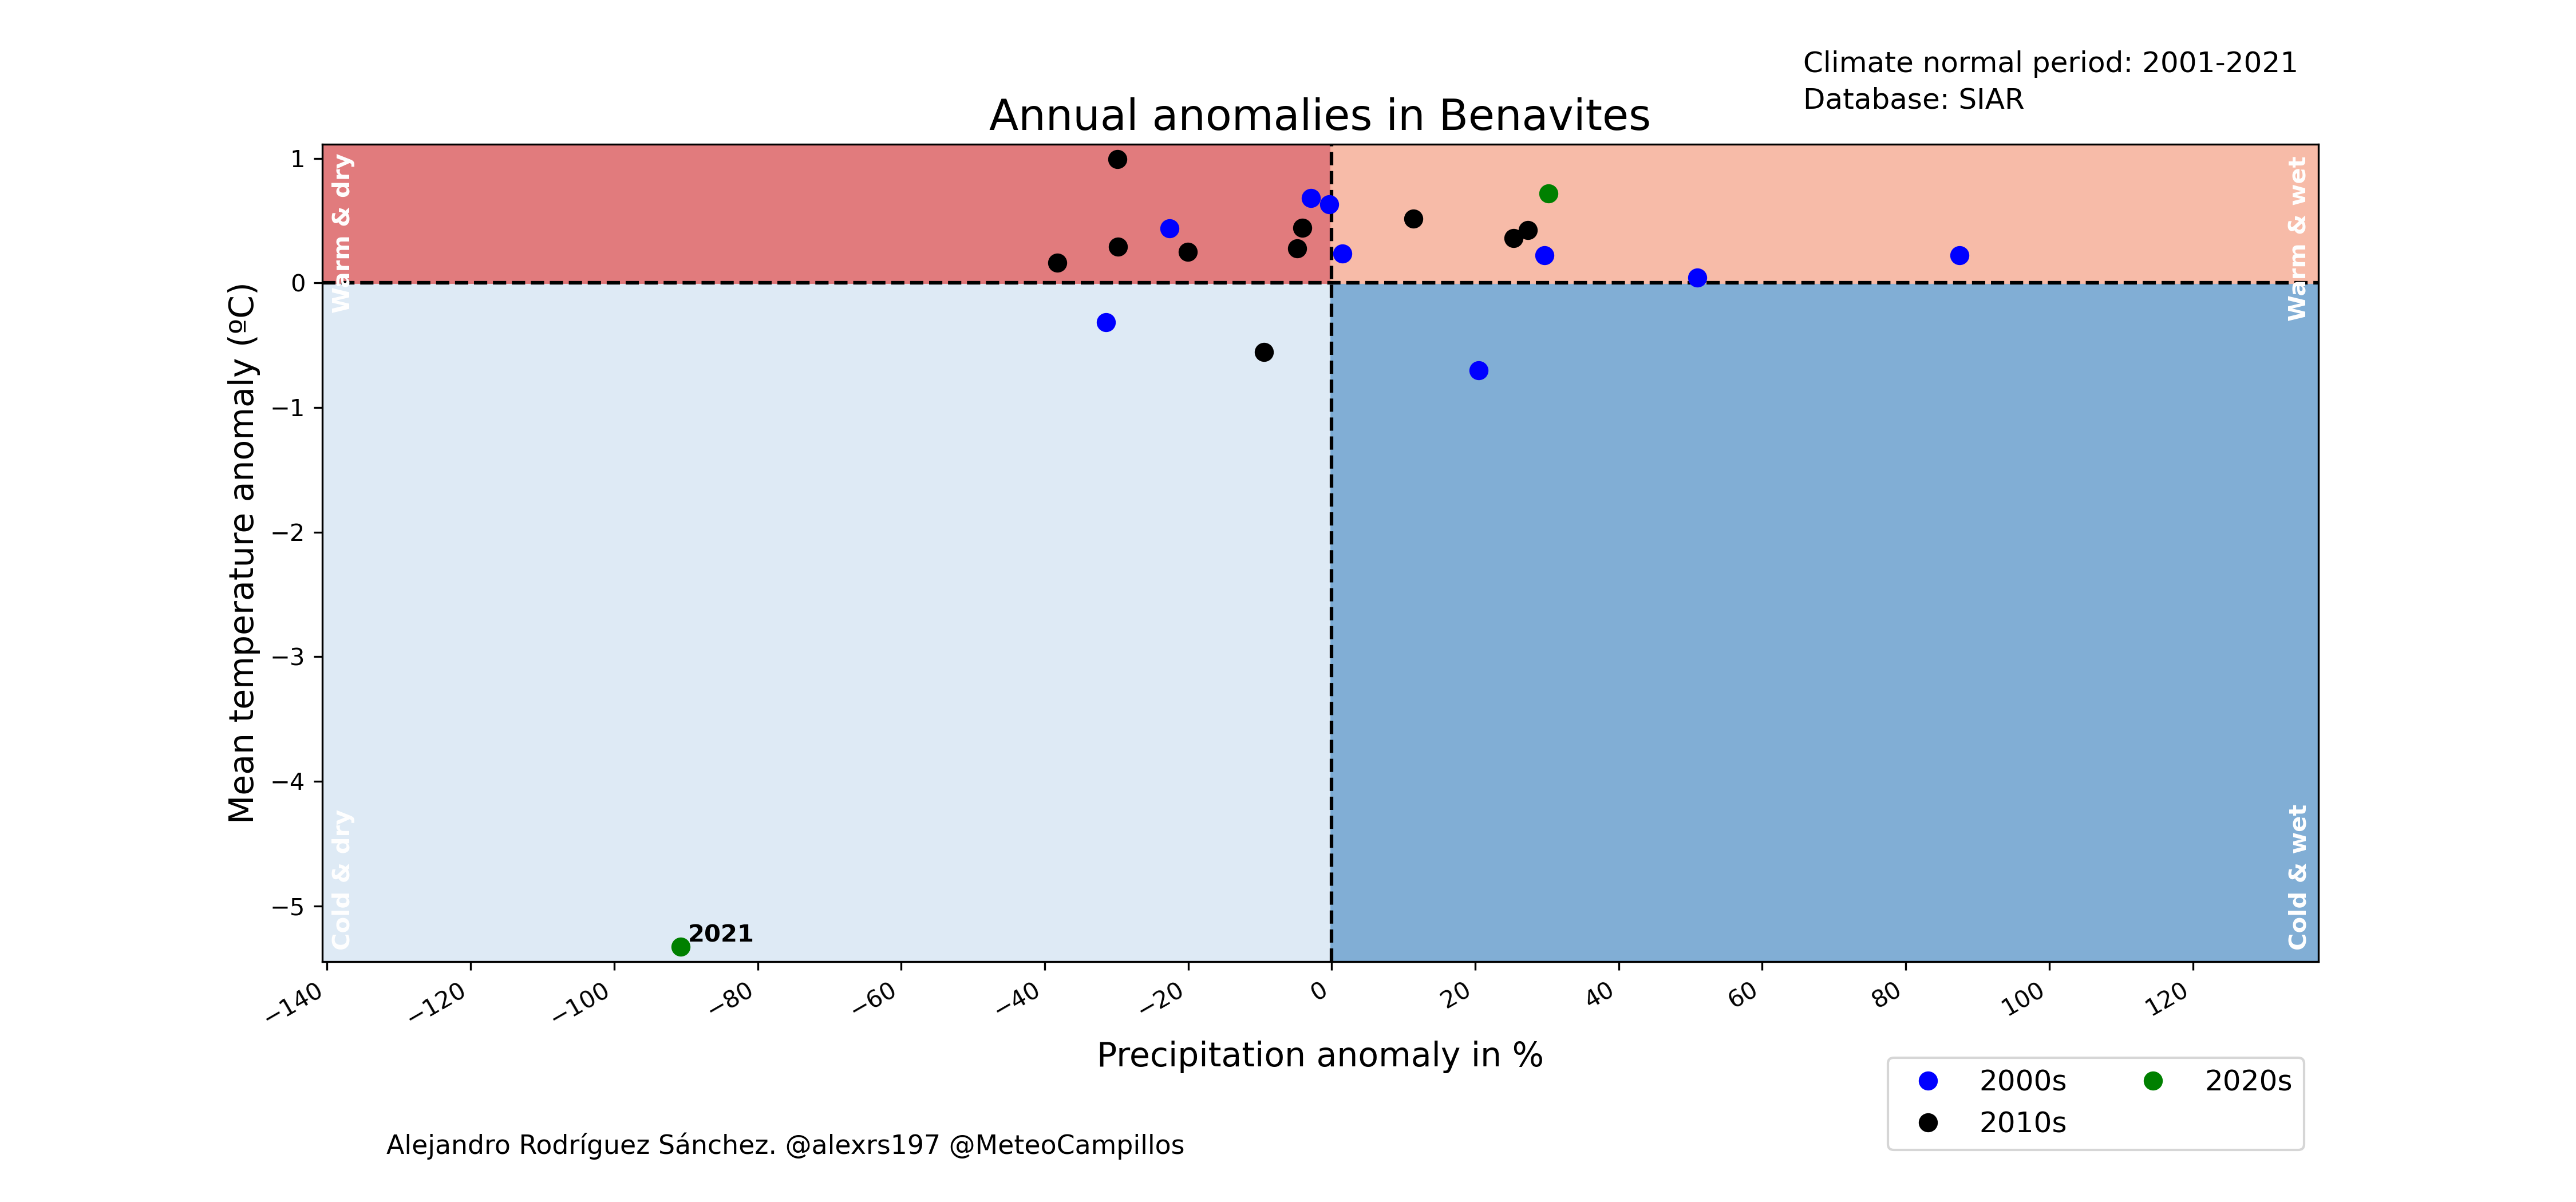 Climate normal period: 2001-2021
Database: SIAR
Annual anomalies in Benavites
Warm & dry
Warm & wet
Cold & dry
Cold & wet
Mean temperature anomaly (ºC)
1
0
−1
−2
−3
−4
−5
2021
−140
−120
−100
−80
−60
−40
−20
0
20
40
60
80
100
120
Precipitation anomaly in %
2000s
2010s
2020s
Alejandro Rodríguez Sánchez. @alexrs197 @MeteoCampillos